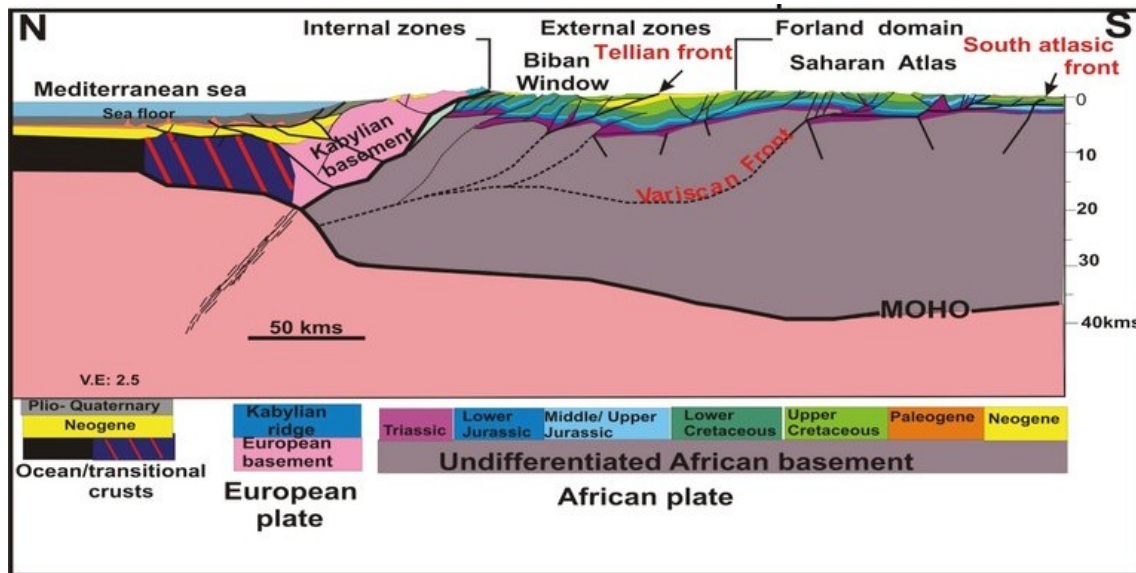 N
S
Internal zones
External zones
Forland domain
Biban
Window
Tellian front
Saharan Atlas
South atlasic
front
Mediterranean sea
Sea floor
Kabylian
basement
Variscan Front
0
10
20
30
40kms
MOHO
50 kms
V.E: 2.5
Plio- Quaternary
Neogene
Ocean/transitional
crusts
Kabylian
ridge
European
basement
European
plate
Triassic
Lower
Jurassic
Middle/ Upper
Jurassic
Lower
Cretaceous
Upper
Cretaceous
Paleogene
Neogene
Undifferentiated African basement
African plate